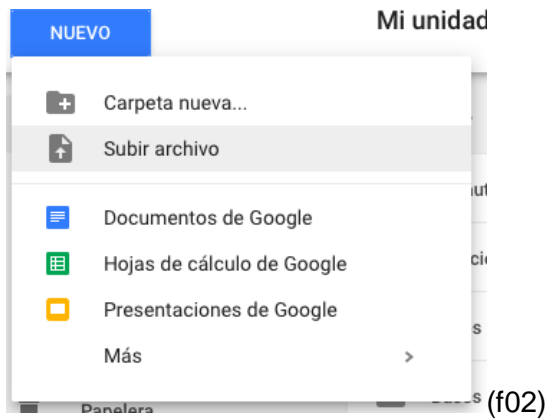 NUEVO
Mi unidad
Carpeta nueva...
Subir archivo
Documentos de Google
Hojas de cálculo de Google
Presentaciones de Google
Más >
Papelera
(f02)